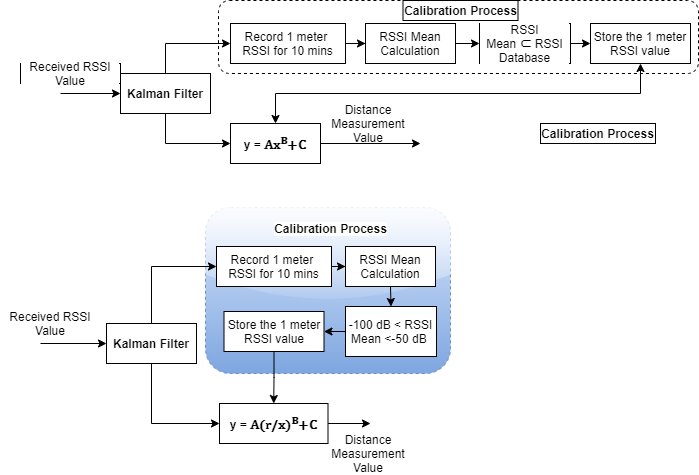 Calibration Process
Record 1 meter
RSSI for 10 mins
RSSI Mean
Calculation
RSSI
Mean ⊂ RSSI
Database
Store the 1 meter
RSSI value
Received RSSI
Value
Kalman Filter
Distance
Measurement
Value
y = Ax^B+C
Calibration Process
Calibration Process
Record 1 meter
RSSI for 10 mins
RSSI Mean
Calculation
Received RSSI
Value
Kalman Filter
Store the 1 meter
RSSI value
-100 dB < RSSI
Mean <-50 dB
y = A(r/x)^B+C
Distance
Measurement
Value